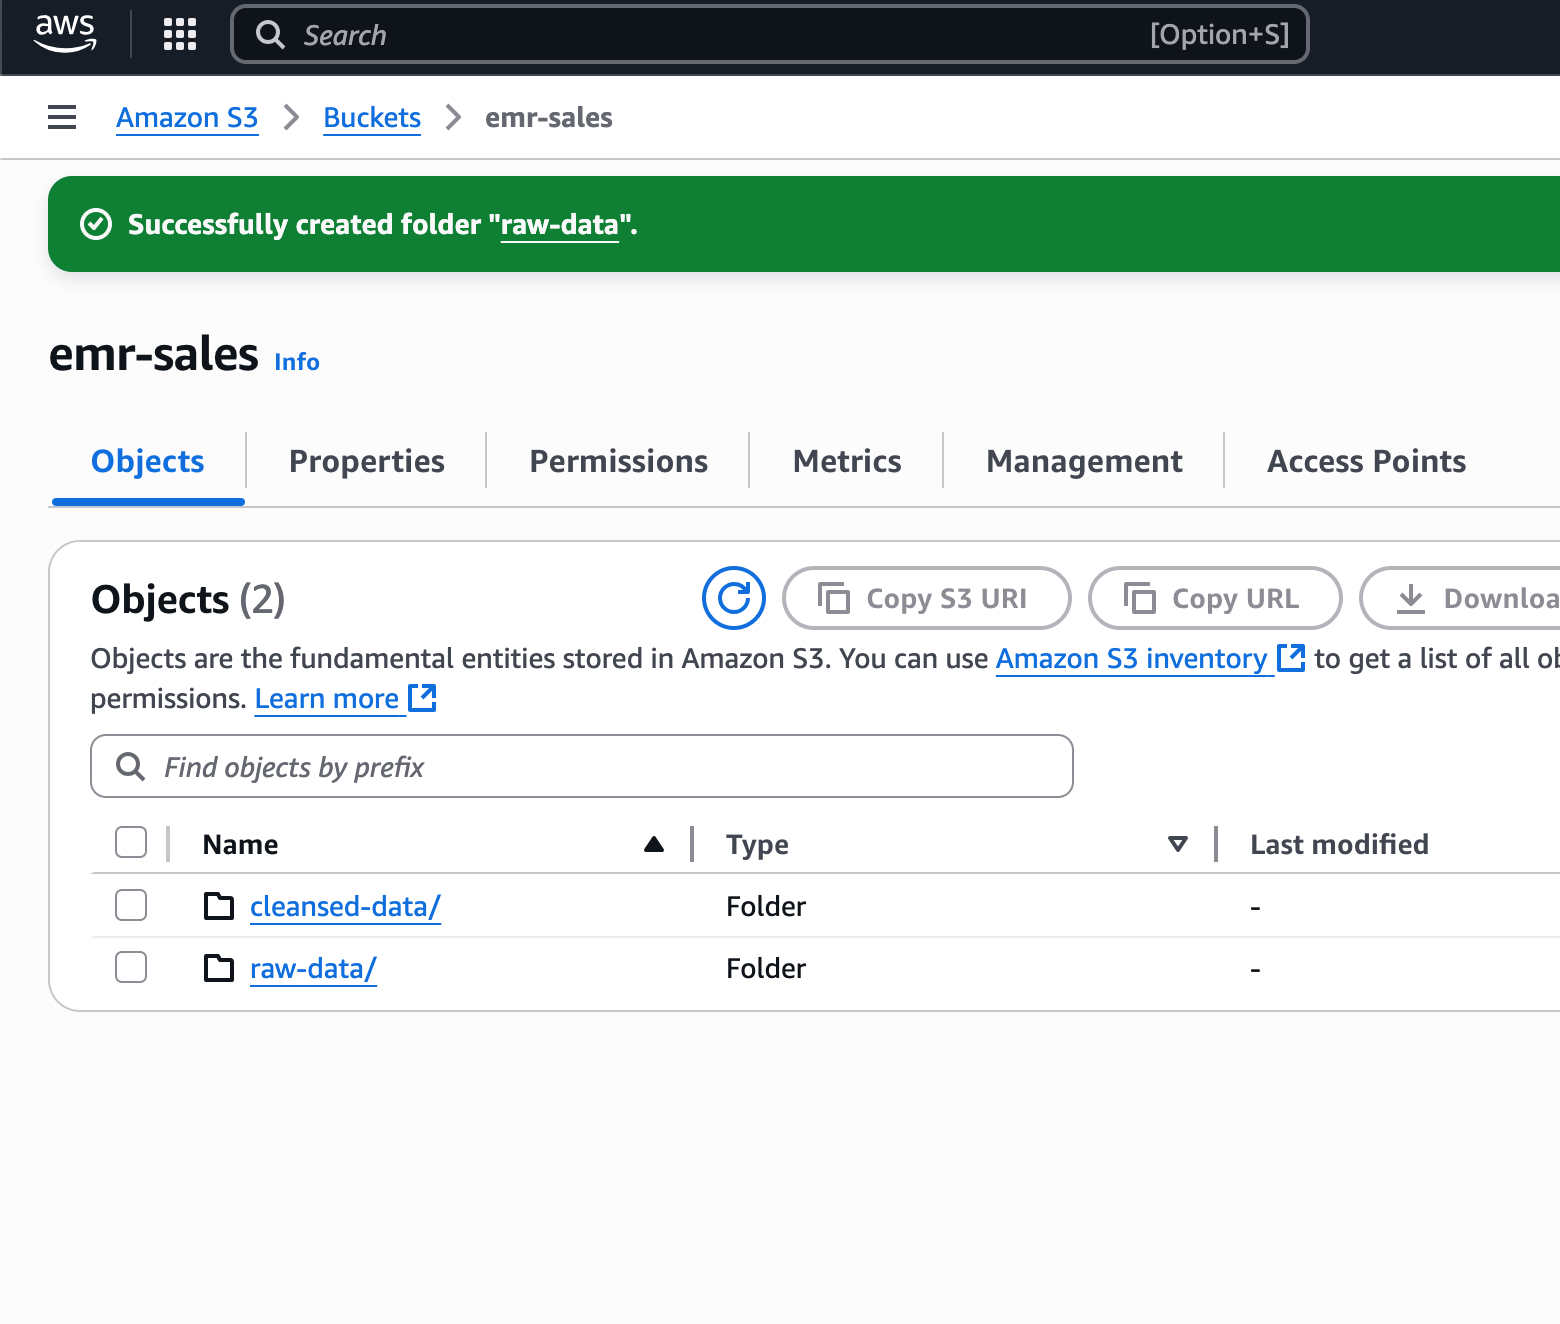 aws
Search [Option+S]
Amazon S3 > Buckets > emr-sales
Successfully created folder "raw-data".
emr-sales Info
Objects Properties Permissions Metrics Management Access Points
Objects (2) Copy S3 URI Copy URL Downloa
Objects are the fundamental entities stored in Amazon S3. You can use Amazon S3 inventory to get a list of all ob
permissions. Learn more
Find objects by prefix
Name Type Last modified
cleansed-data/ Folder -
raw-data/ Folder -